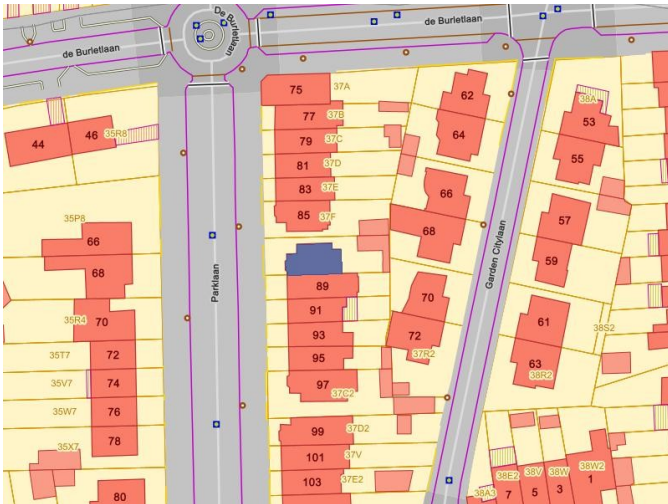 De Burletlaan
de Burletlaan
de Burletlaan
75
37A
62
38A
77
37B
53
46
35R8
79
37C
64
44
81
37D
55
83
37E
66
35P8
85
37F
57
66
68
68
59
89
70
91
35R4
70
61
38S2
93
72
35T7
72
95
37R2
63
38R2
35V7
74
97
37C2
35W7
76
99
37D2
35X7
78
101
37V
38E2
38V
38W
38W2
103
37E2
80
38A3
7
5
3
1
Parklaan
Garden Citylaan